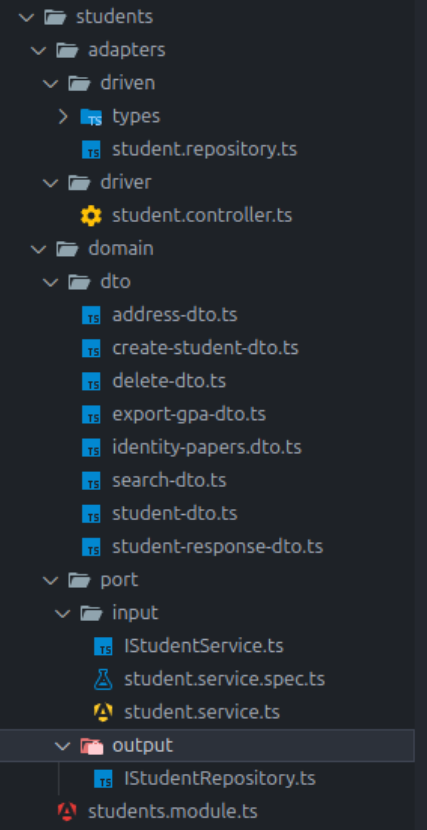 students
adapters
driven
types
student.repository.ts
driver
student.controller.ts
domain
dto
address-dto.ts
create-student-dto.ts
delete-dto.ts
export-gpa-dto.ts
identity-papers.dto.ts
search-dto.ts
student-dto.ts
student-response-dto.ts
port
input
IStudentService.ts
student.service.spec.ts
student.service.ts
output
IStudentRepository.ts
students.module.ts